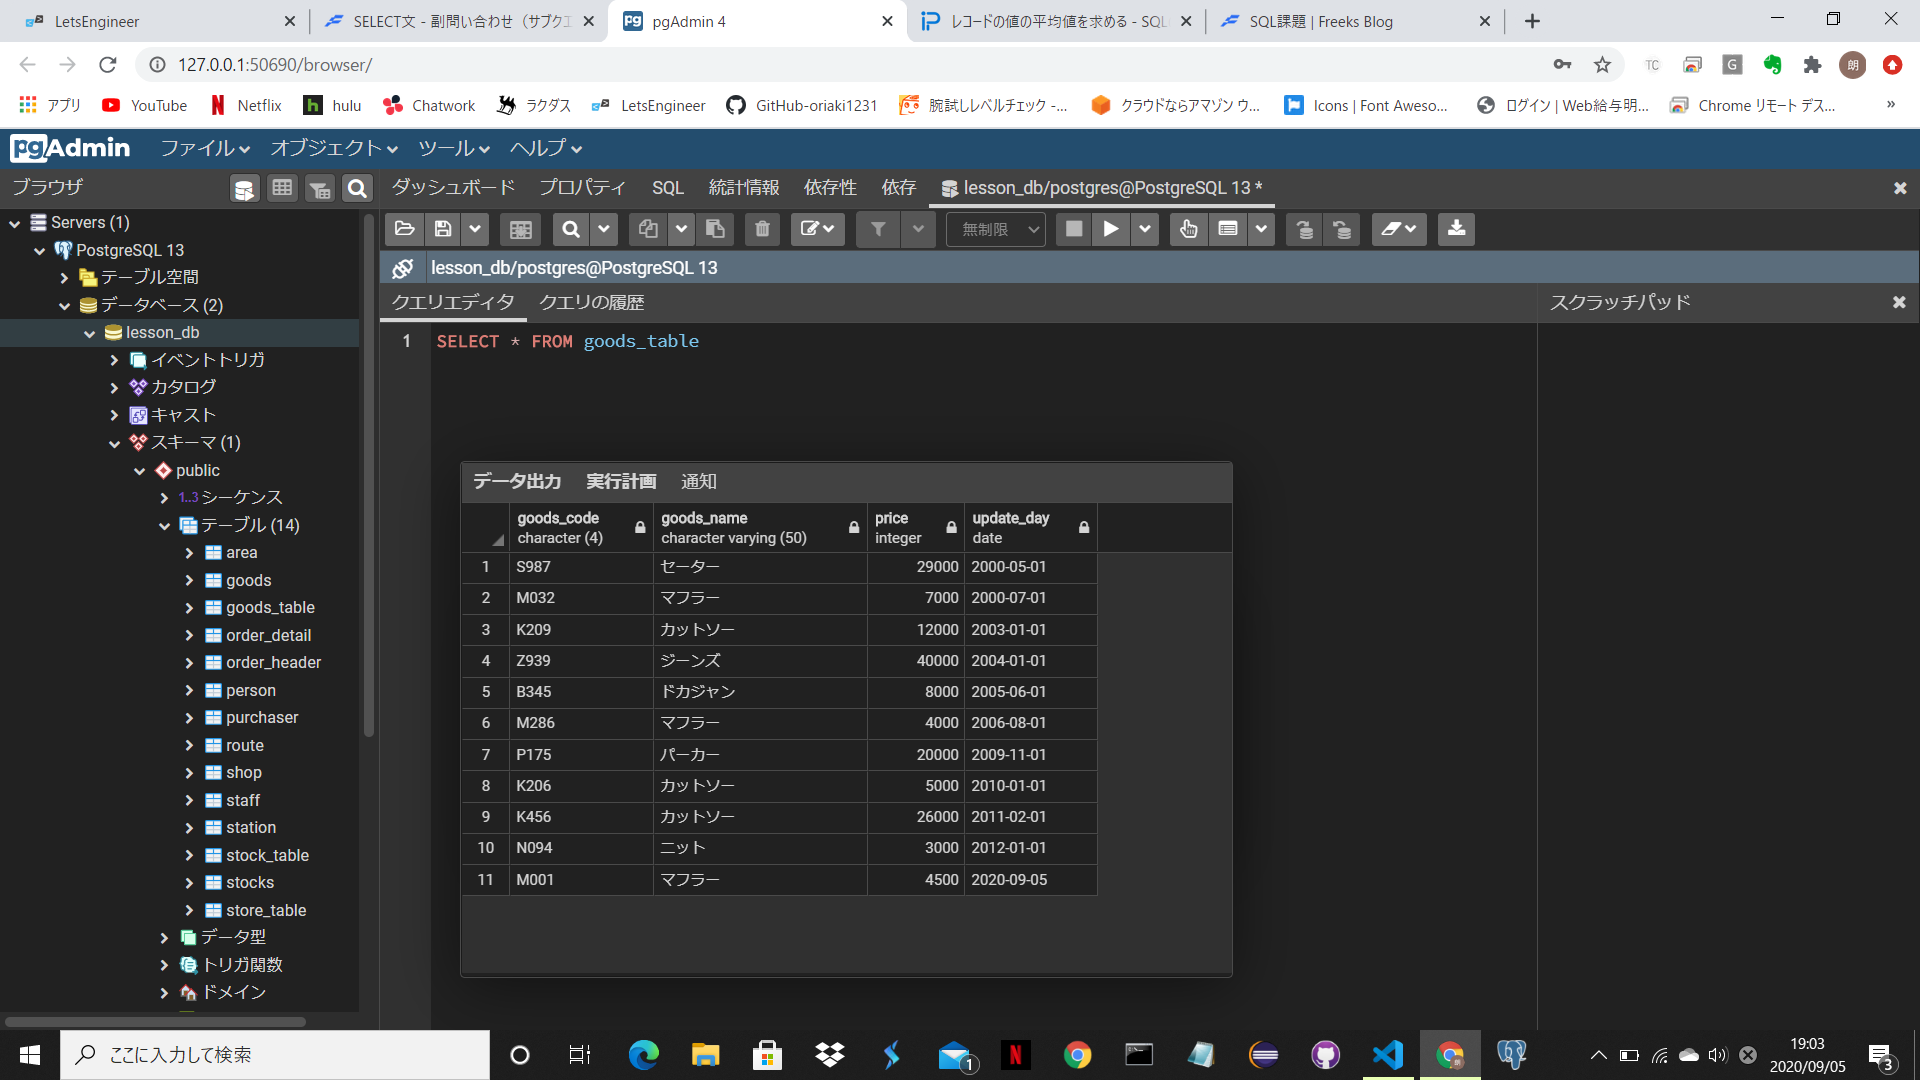 LetsEngineer
SELECT文 - 副問い合わせ（サブクエ
pgAdmin 4
レコードの値の平均値を求める - SQL
SQL課題 | Freeks Blog
127.0.0.1:50690/browser/
アプリ
YouTube
Netflix
hulu
Chatwork
ラクダス
LetsEngineer
GitHub-oriaki1231
腕試しレベルチェック -...
クラウドならアマゾン ウ...
Icons | Font Aweso...
ログイン | Web給与明...
Chrome リモート デス...
»
pgAdmin
ファイル
オブジェクト
ツール
ヘルプ
ブラウザ
ダッシュボード
プロパティ
SQL
統計情報
依存性
依存
lesson_db/postgres@PostgreSQL 13 *
無制限
lesson_db/postgres@PostgreSQL 13
クエリエディタ
クエリの履歴
スクラッチパッド
1
SELECT * FROM goods_table
Servers (1)
PostgreSQL 13
テーブル空間
データベース (2)
lesson_db
イベントトリガ
カタログ
キャスト
スキーマ (1)
public
1..3 シーケンス
テーブル (14)
area
goods
goods_table
order_detail
order_header
person
purchaser
route
shop
staff
station
stock_table
stocks
store_table
データ型
トリガ関数
ドメイン
データ出力
実行計画
通知
goods_code character (4)
goods_name character varying (50)
price integer
update_day date
1 S987 セーター 29000 2000-05-01
2 M032 マフラー 7000 2000-07-01
3 K209 カットソー 12000 2003-01-01
4 Z939 ジーンズ 40000 2004-01-01
5 B345 ドカジャン 8000 2005-06-01
6 M286 マフラー 4000 2006-08-01
7 P175 パーカー 20000 2009-11-01
8 K206 カットソー 5000 2010-01-01
9 K456 カットソー 26000 2011-02-01
10 N094 ニット 3000 2012-01-01
11 M001 マフラー 4500 2020-09-05
ここに入力して検索
1
19:03
2020/09/05
3